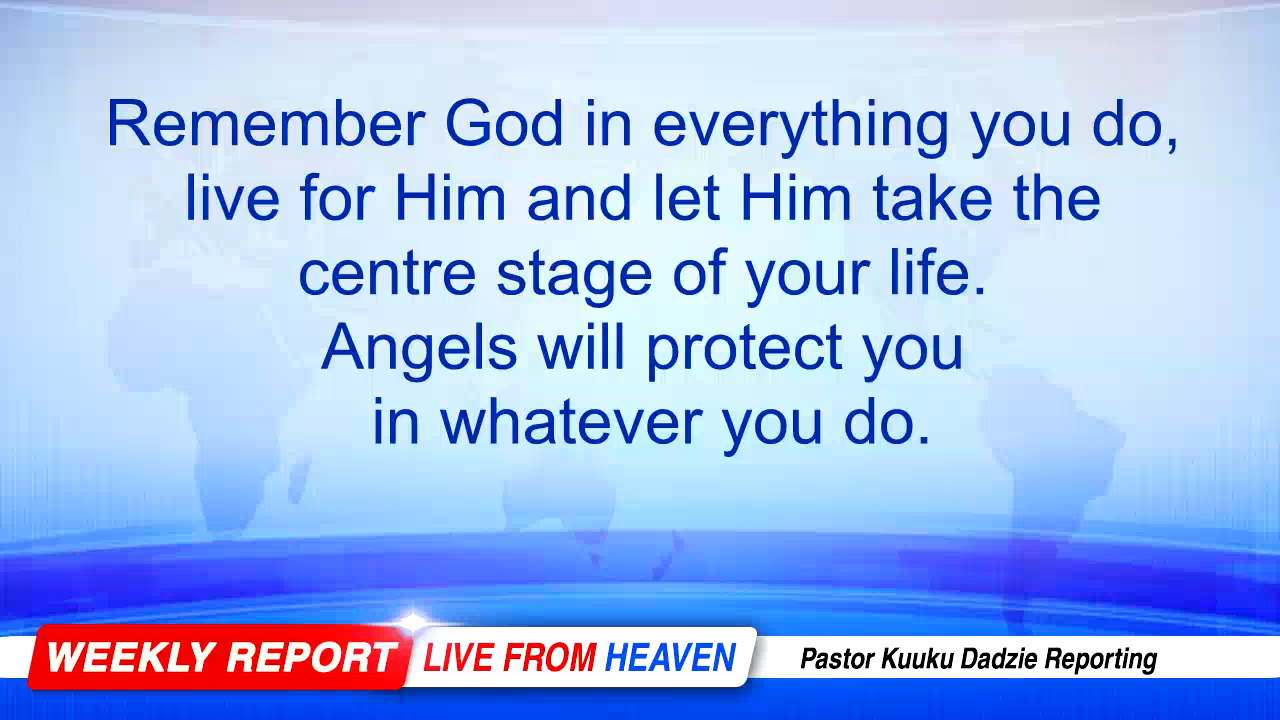 Remember God in everything you do,
live for Him and let Him take the
centre stage of your life.
Angels will protect you
in whatever you do.
WEEKLY REPORT LIVE FROM HEAVEN Pastor Kuuku Dadzie Reporting